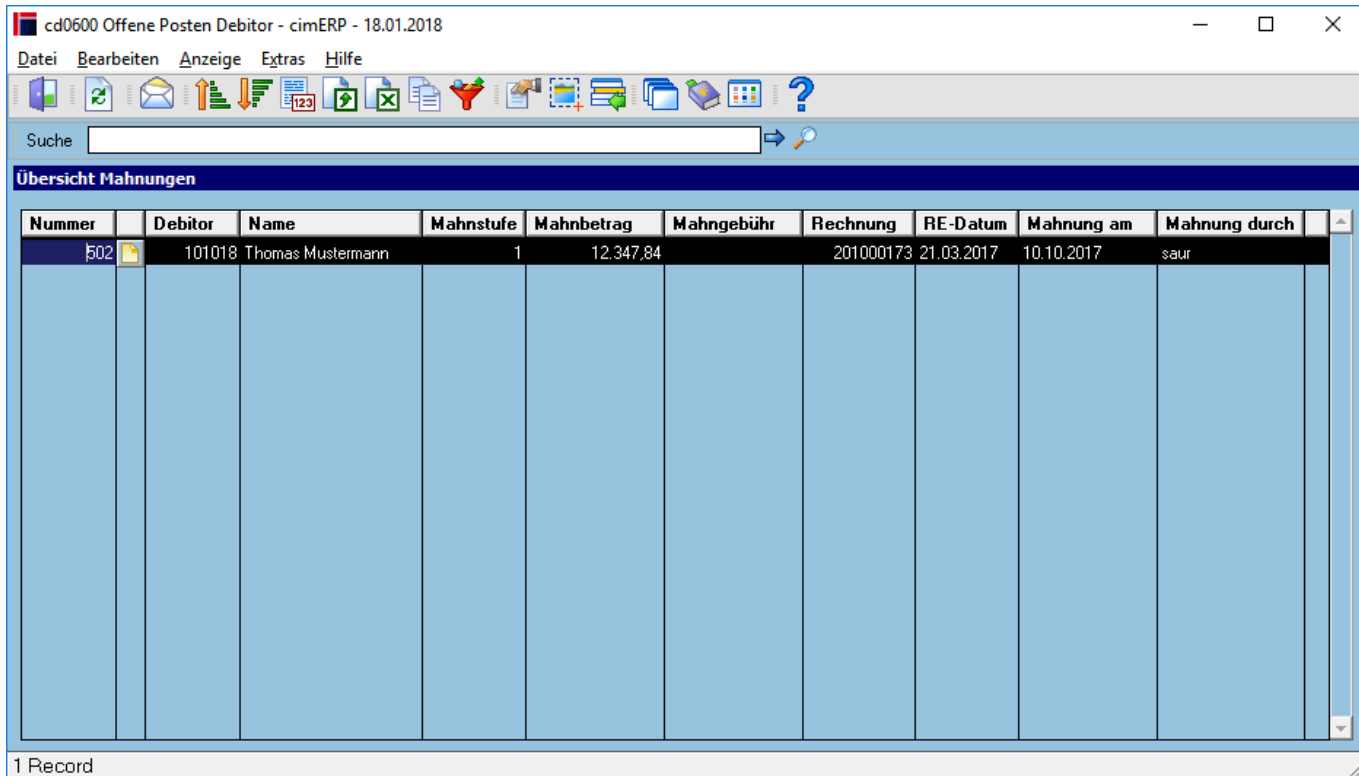 cd0600 Offene Posten Debitor - cimERP - 18.01.2018
Datei Bearbeiten Anzeige Extras Hilfe
123
Suche
Übersicht Mahnungen
Nummer Debitor Name Mahnstufe Mahnbetrag Mahngebühr Rechnung RE-Datum Mahnung am Mahnung durch
502 101018 Thomas Mustermann 1 12.347,84 201000173 21.03.2017 10.10.2017 saur
1 Record